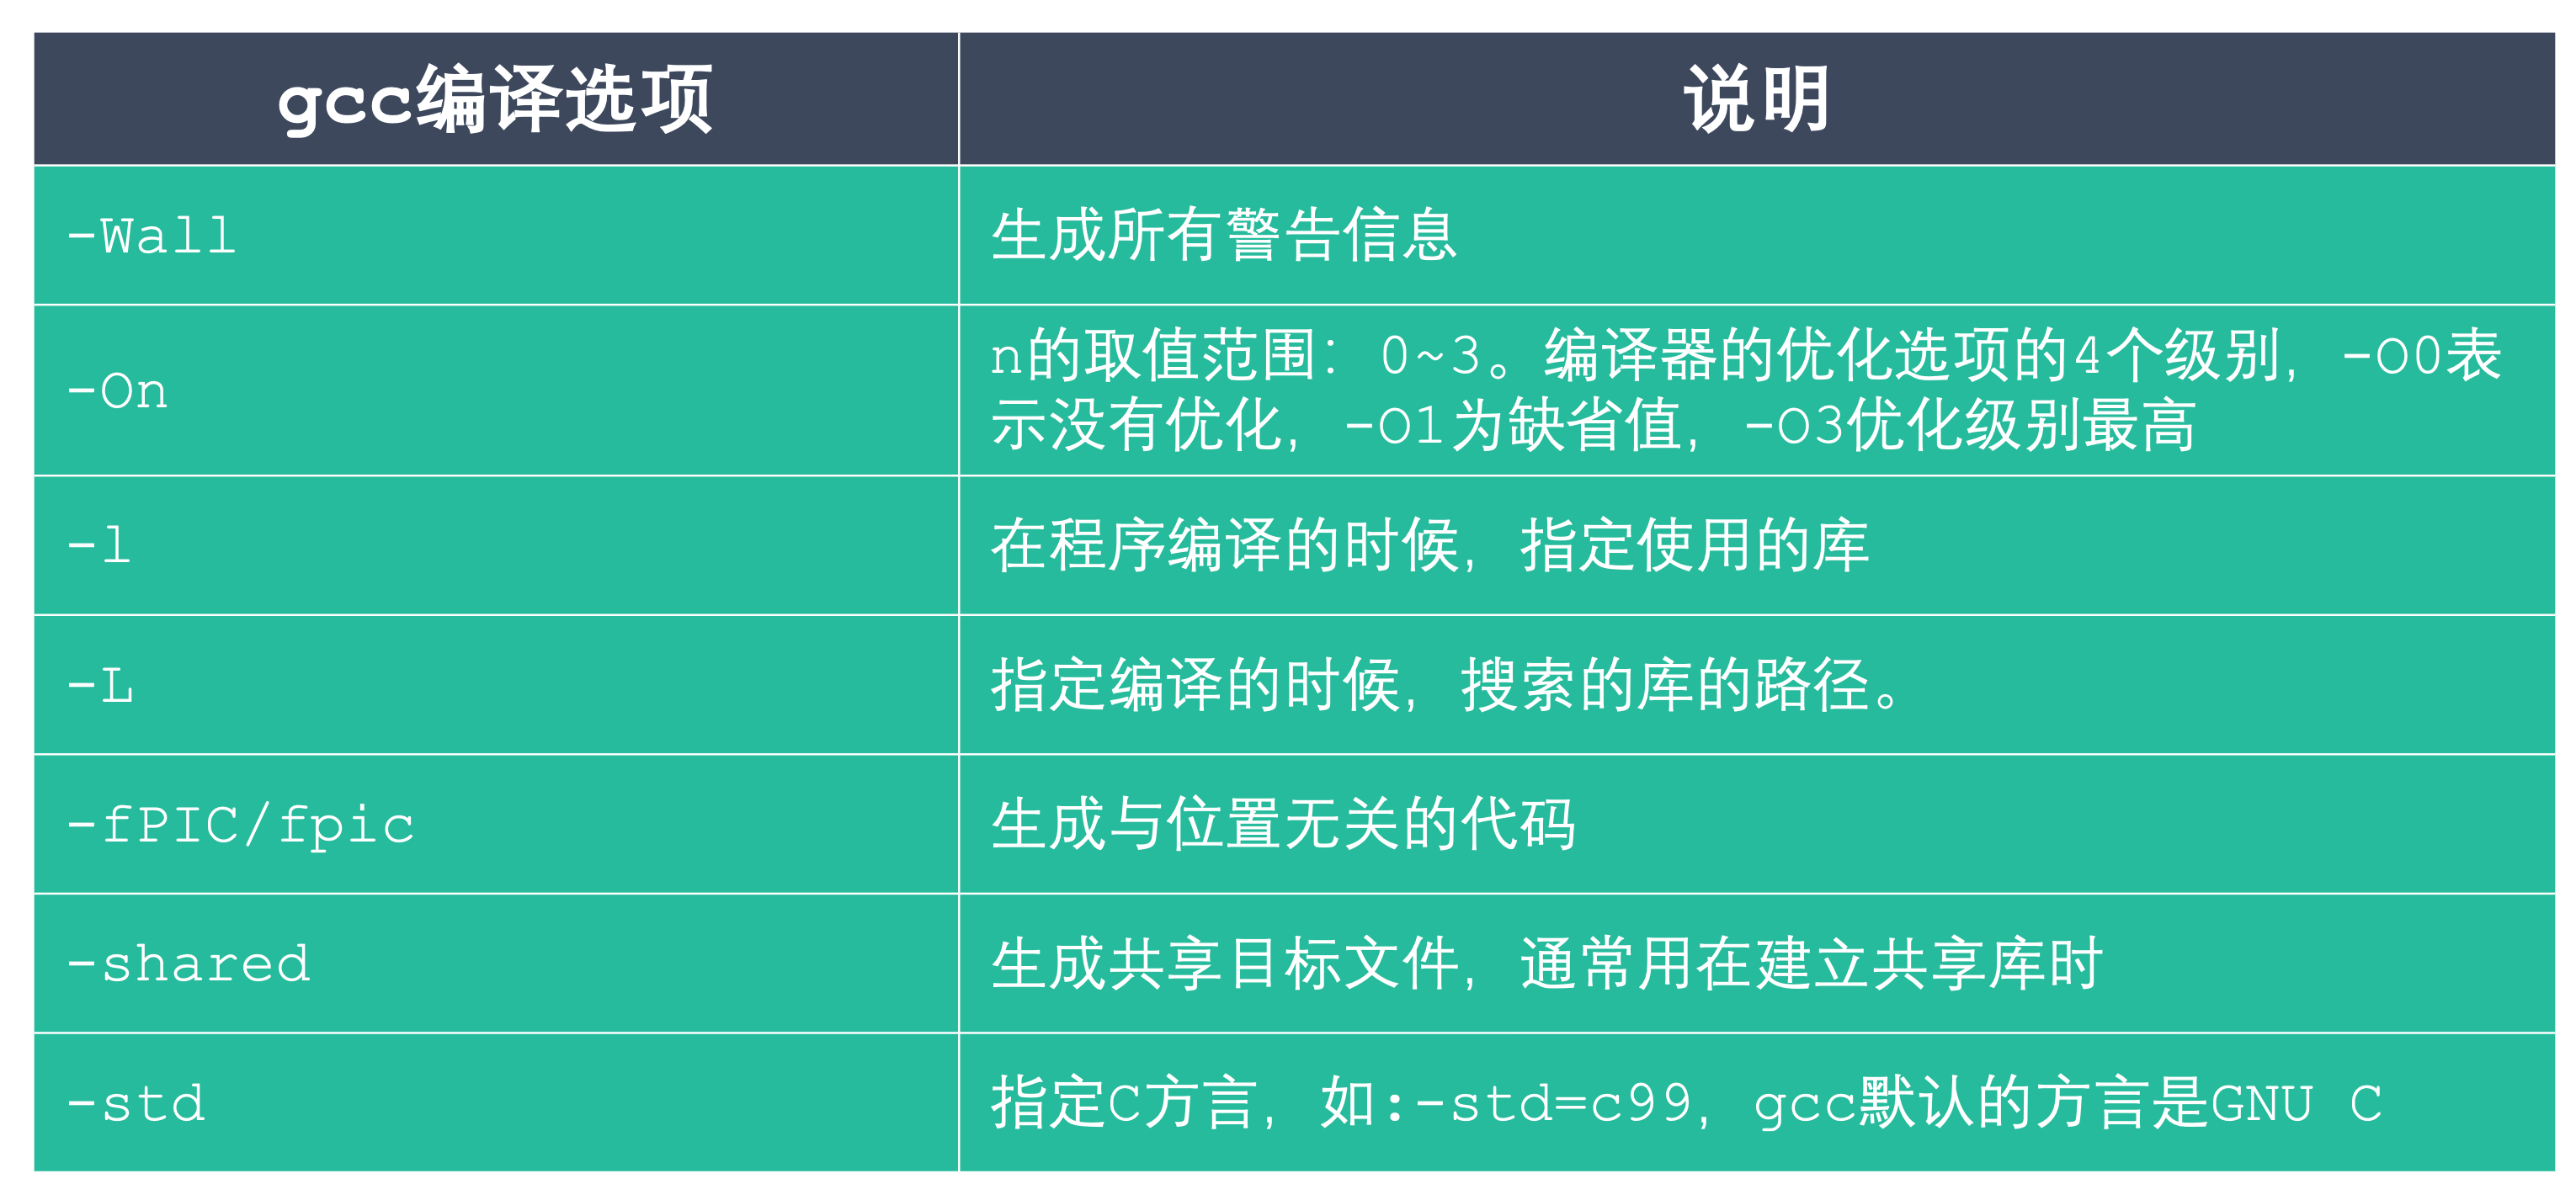 gcc编译选项 说明
-Wall 生成所有警告信息
-On n的取值范围：0~3。编译器的优化选项的4个级别，-O0表
示没有优化，-O1为缺省值，-O3优化级别最高
-l 在程序编译的时候，指定使用的库
-L 指定编译的时候，搜索的库的路径。
-fPIC/fpic 生成与位置无关的代码
-shared 生成共享目标文件，通常用在建立共享库时
-std 指定C方言，如:-std=c99，gcc默认的方言是GNU C